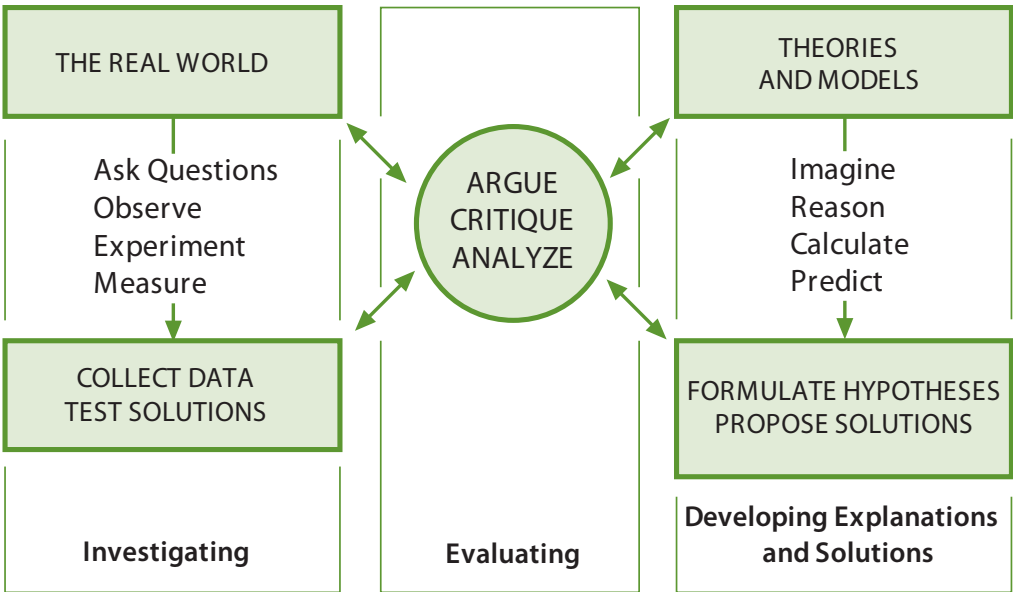 THE REAL WORLD
Ask Questions
Observe
Experiment
Measure
COLLECT DATA
TEST SOLUTIONS
Investigating
ARGUE
CRITIQUE
ANALYZE
Evaluating
THEORIES
AND MODELS
Imagine
Reason
Calculate
Predict
FORMULATE HYPOTHESES
PROPOSE SOLUTIONS
Developing Explanations
and Solutions